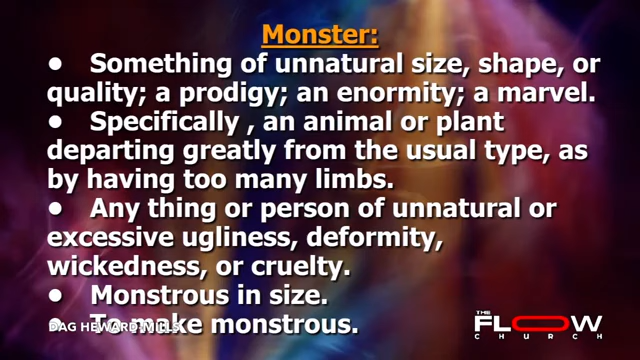 Monster:
• Something of unnatural size, shape, or
quality; a prodigy; an enormity; a marvel.
• Specifically , an animal or plant
departing greatly from the usual type, as
by having too many limbs.
• Any thing or person of unnatural or
excessive ugliness, deformity,
wickedness, or cruelty.
• Monstrous in size.
• To make monstrous.
DAG HEWARD-MILLS
THE
FLOW
CHURCH